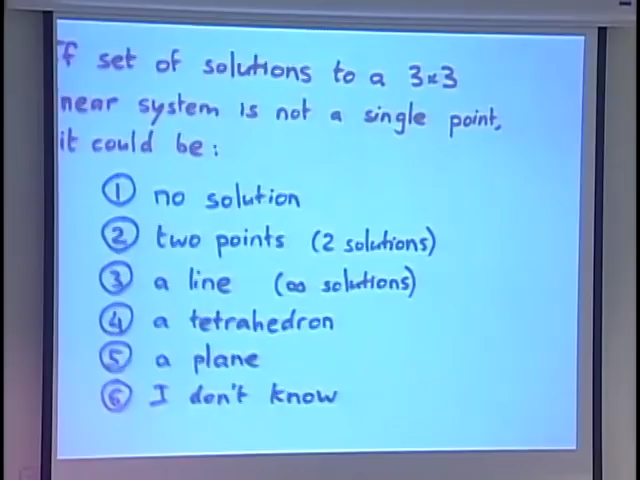 If set of solutions to a 3×3
near system is not a single point,
it could be:
① no solution
② two points (2 solutions)
③ a line (∞ solutions)
④ a tetrahedron
⑤ a plane
⑥ I don't know